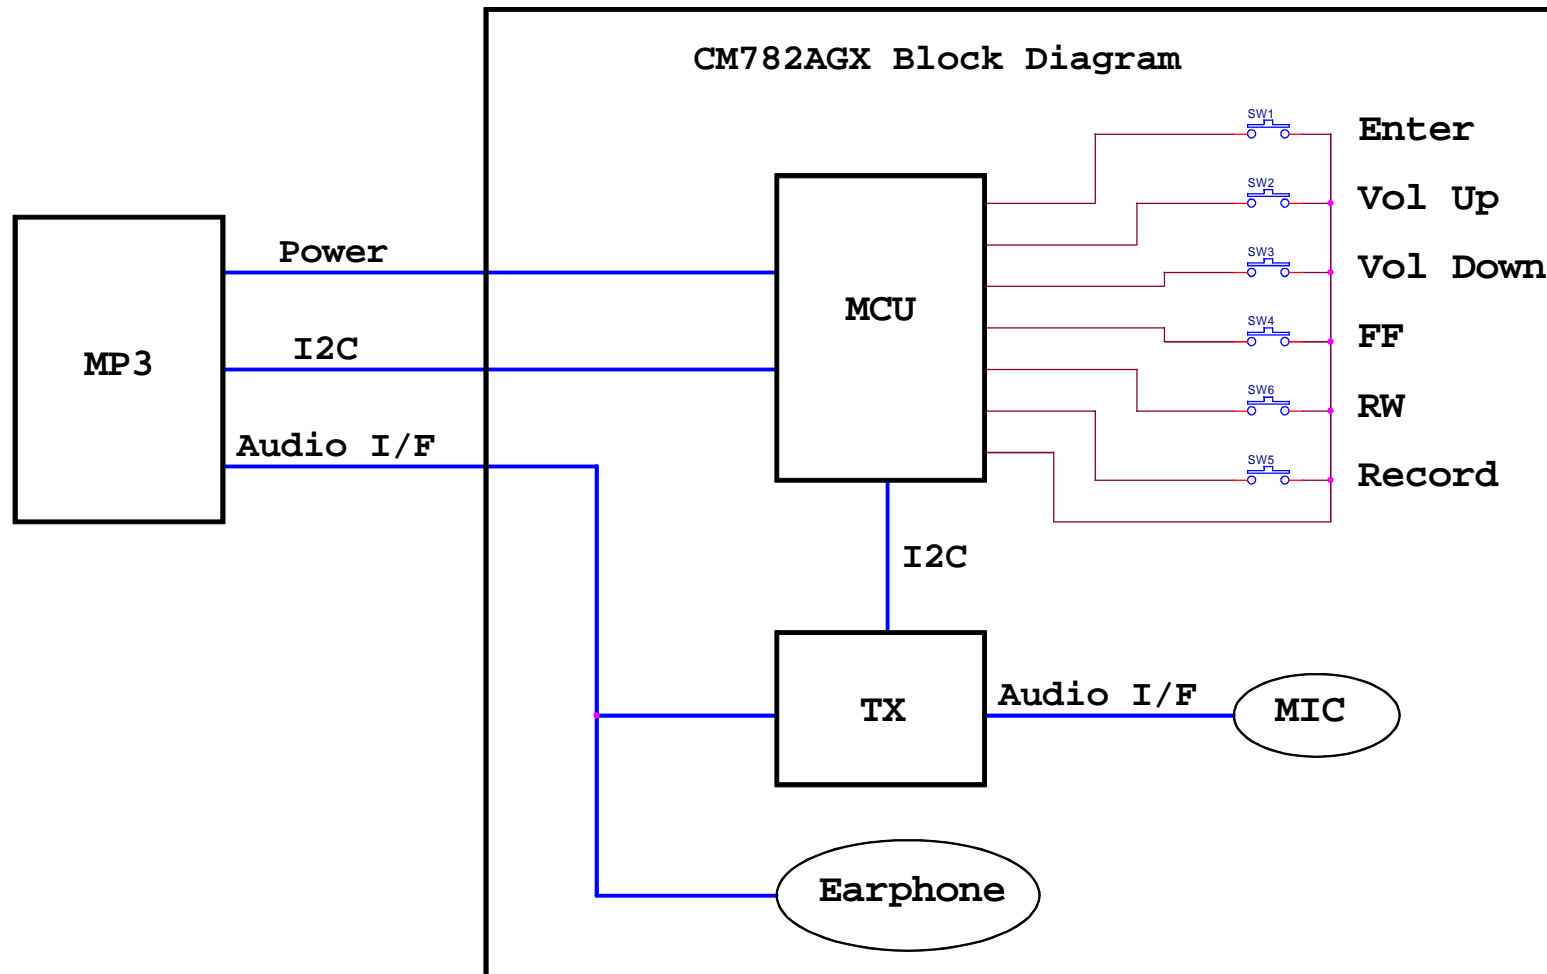 CM782AGX Block Diagram
SW1
Enter
SW2
Vol Up
Power
SW3
Vol Down
MCU
SW4
FF
I2C
MP3
SW6
RW
Audio I/F
SW5
Record
I2C
Audio I/F
TX
MIC
Earphone